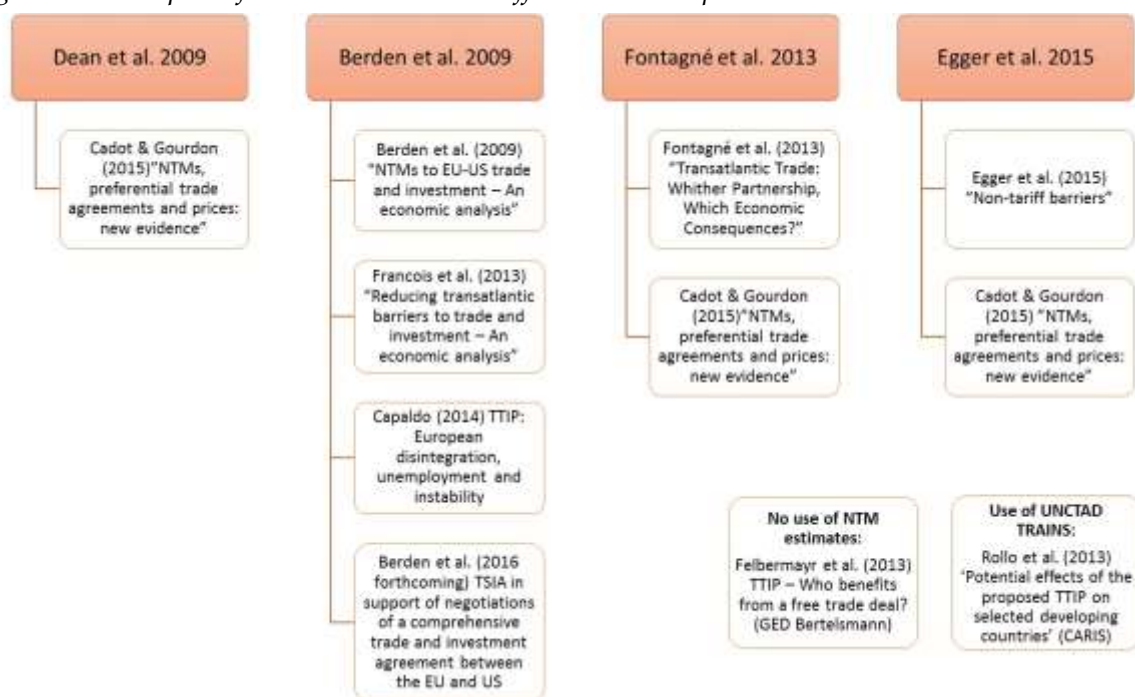 Dean et al. 2009
Cadot & Gourdon
(2015)"NTMs,
preferential trade
agreements and prices:
new evidence"
Berden et al. 2009
Berden et al. (2009)
"NTMs to EU-US trade
and investment – An
economic analysis"
Francois et al. (2013)
"Reducing transatlantic
barriers to trade and
investment – An
economic analysis"
Capaldo (2014) TTIP:
European
disintegration,
unemployment and
instability
Berden et al. (2016
forthcoming) TSIA in
support of negotiations
of a comprehensive
trade and investment
agreement between
the EU and US
Fontagné et al. 2013
Fontagné et al. (2013)
"Transatlantic Trade:
Whither Partnership,
Which Economic
Consequences?"
Cadot & Gourdon
(2015)"NTMs,
preferential trade
agreements and prices:
new evidence"
Egger et al. 2015
Egger et al. (2015)
"Non-tariff barriers"
Cadot & Gourdon
(2015) "NTMs,
preferential trade
agreements and prices:
new evidence"
No use of NTM
estimates:
Felbermayr et al. (2013)
TTIP – Who benefits
from a free trade deal?
(GED Bertelsmann)
Use of UNCTAD
TRAINS:
Rollo et al. (2013)
'Potential effects of the
proposed TTIP on
selected developing
countries' (CARIS)